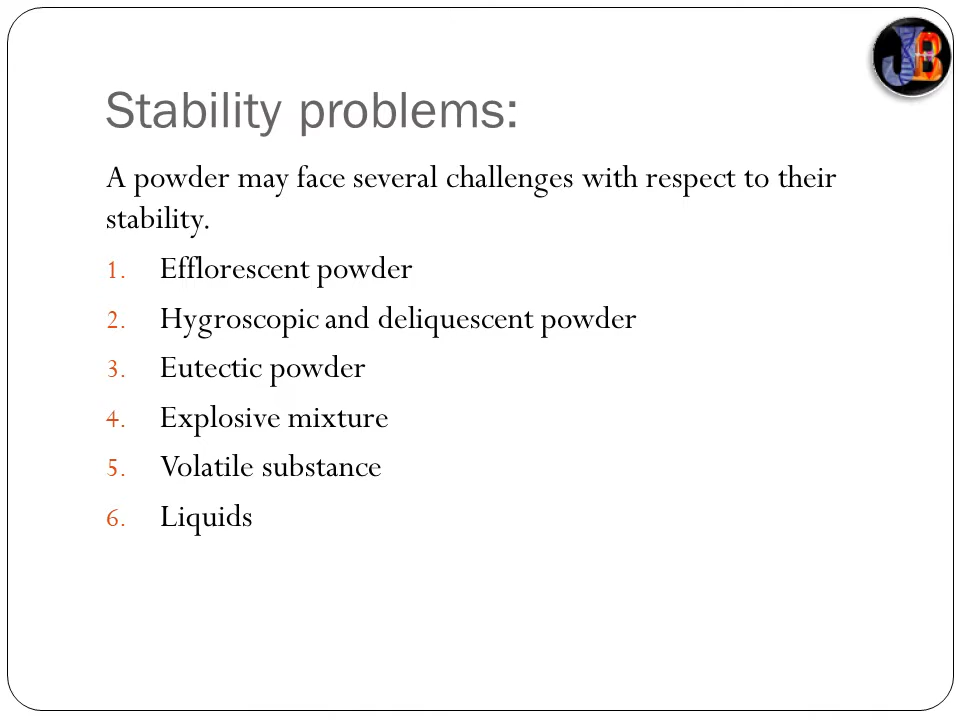 Stability problems:
A powder may face several challenges with respect to their
stability.
1. Efflorescent powder
2. Hygroscopic and deliquescent powder
3. Eutectic powder
4. Explosive mixture
5. Volatile substance
6. Liquids
JB